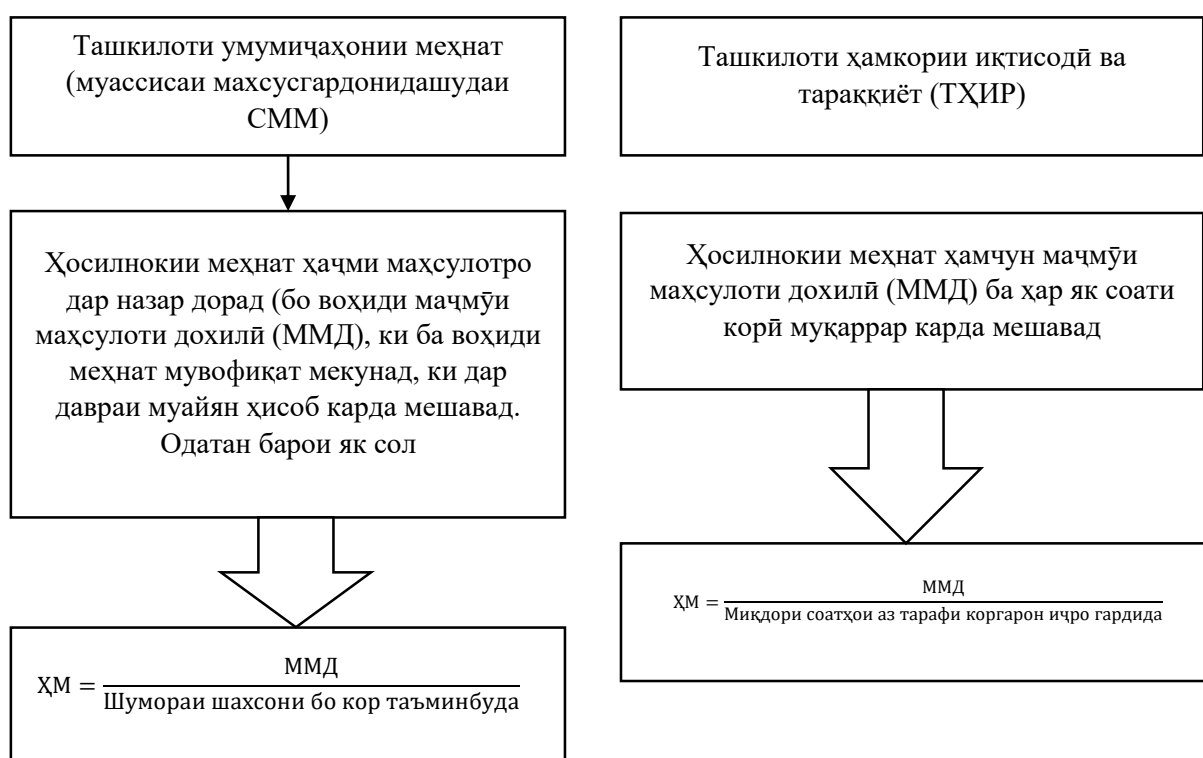 Ташкилоти умумиҷаҳонии меҳнат
(муассисаи махсусгардонидашудаи
СММ)
Ҳосилнокии меҳнат ҳаҷми маҳсулотро
дар назар дорад (бо воҳиди маҷмӯи
маҳсулоти дохилӣ (ММД), ки ба воҳиди
меҳнат мувофиқат мекунад, ки дар
давраи муайян ҳисоб карда мешавад.
Одатан барои як сол
ҲМ = ММД
Шумораи шахсони бо кор таъминбуда
Ташкилоти ҳамкории иқтисодӣ ва
тараққиёт (ТҲИР)
Ҳосилнокии меҳнат ҳамчун маҷмӯи
маҳсулоти дохилӣ (ММД) ба ҳар як соати
корӣ муқаррар карда мешавад
ҲМ = ММД
Миқдори соатҳои аз тарафи коргарон иҷро гардида